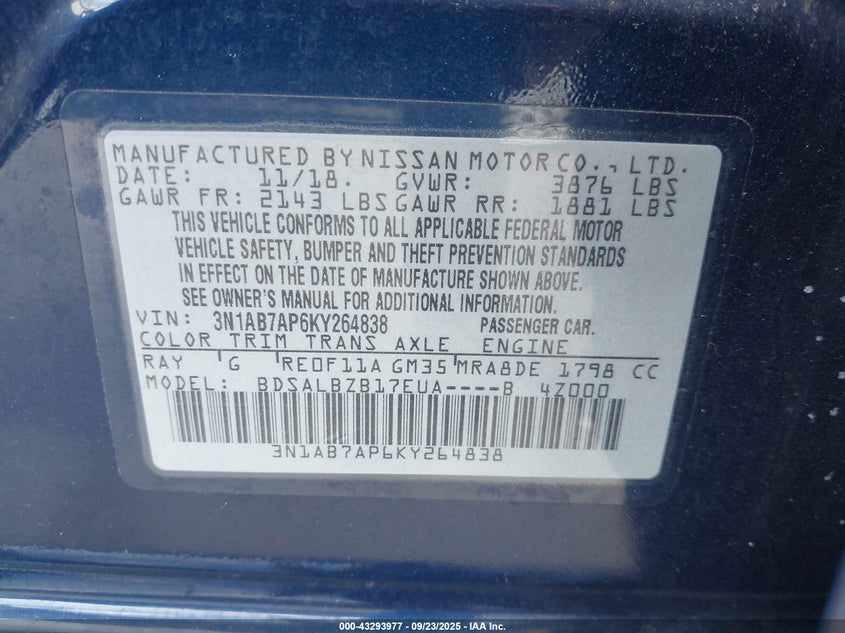 MANUFACTURED BY NISSAN MOTOR CO., LTD.
DATE: 11/18. GVWR: 3876 LBS
GAWR FR: 2143 LBS GAWR RR: 1881 LBS
THIS VEHICLE CONFORMS TO ALL APPLICABLE FEDERAL MOTOR
VEHICLE SAFETY, BUMPER AND THEFT PREVENTION STANDARDS
IN EFFECT ON THE DATE OF MANUFACTURE SHOWN ABOVE.
SEE OWNER'S MANUAL FOR ADDITIONAL INFORMATION.
VIN: 3N1AB7AP6KY264838 PASSENGER CAR.
COLOR TRIM TRANS AXLE ENGINE
RAY G RE0F11A GM35 MRA8DE 1798 CC
MODEL: BDSALBZB17EUA----B 4Z000
3N1AB7AP6KY264838
000-43293977 - 09/23/2025 - IAA Inc.